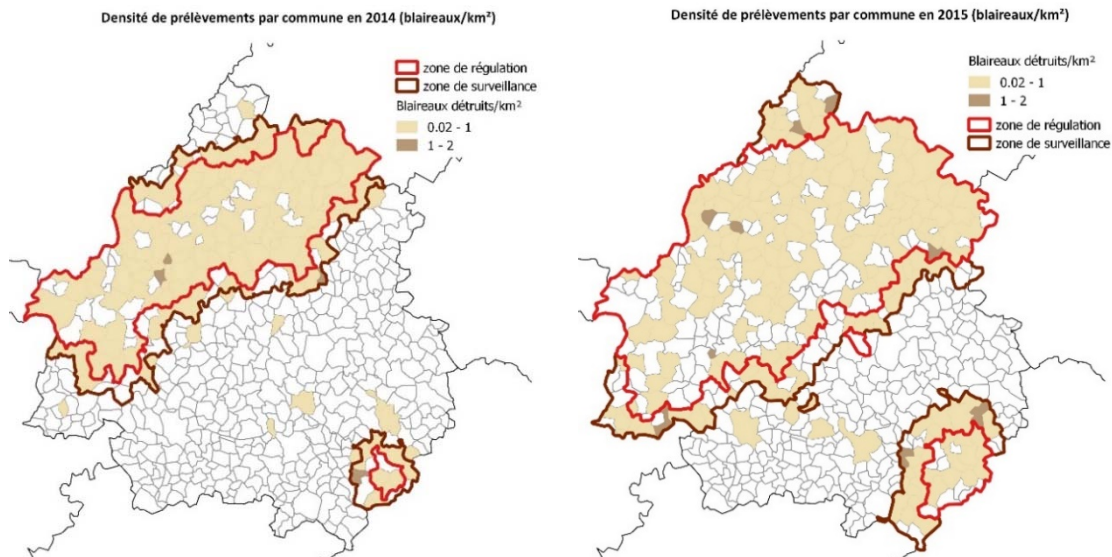 Densité de prélèvements par commune en 2014 (blaireaux/km²)
zone de régulation
zone de surveillance
Blaireaux détruits/km²
0.02 - 1
1 - 2
Densité de prélèvements par commune en 2015 (blaireaux/km²)
Blaireaux détruits/km²
0.02 - 1
1 - 2
zone de régulation
zone de surveillance